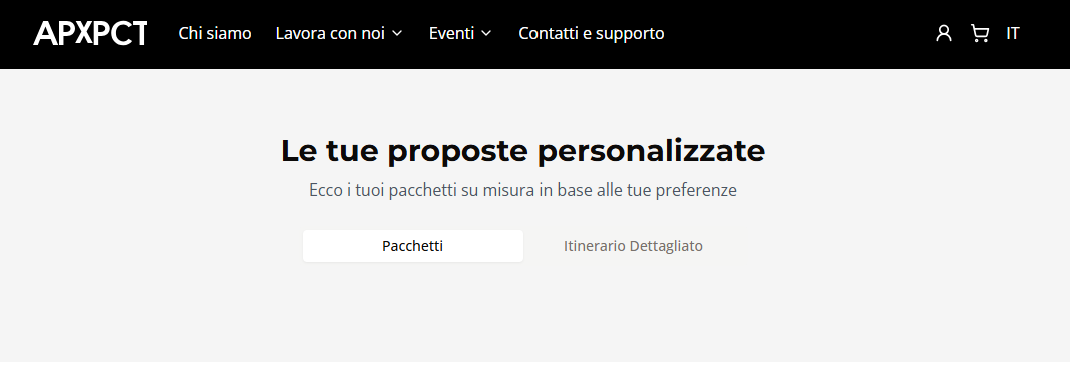 APXPCT Chi siamo Lavora con noi Eventi Contatti e supporto IT
Le tue proposte personalizzate
Ecco i tuoi pacchetti su misura in base alle tue preferenze
Pacchetti Itinerario Dettagliato